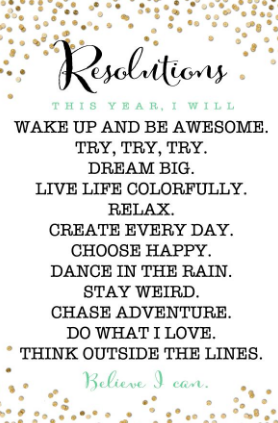 Resolutions
THIS YEAR, I WILL
WAKE UP AND BE AWESOME.
TRY, TRY, TRY.
DREAM BIG.
LIVE LIFE COLORFULLY.
RELAX.
CREATE EVERY DAY.
CHOOSE HAPPY.
DANCE IN THE RAIN.
STAY WEIRD.
CHASE ADVENTURE.
DO WHAT I LOVE.
THINK OUTSIDE THE LINES.
Believe I can.